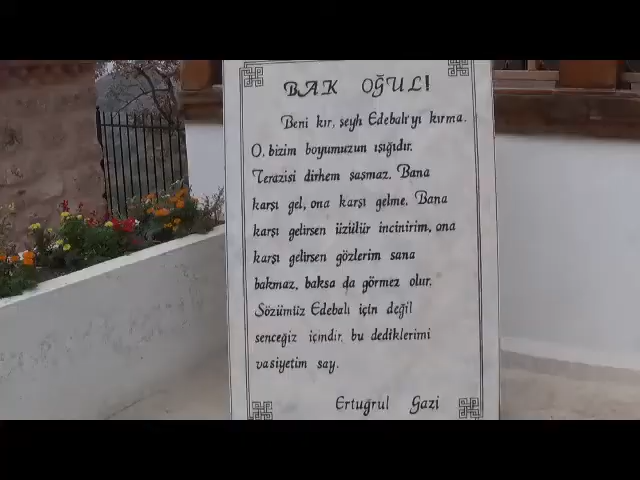 BAK OĞUL!
Beni kır, şeyh Edebalı'yı kırma.
O, bizim boyumuzun ışığıdır.
Terazisi dirhem şaşmaz. Bana
karşı gel, ona karşı gelme. Bana
karşı gelirsen üzülür incinirim, ona
karşı gelirsen gözlerim sana
bakmaz, baksa da görmez olur.
Sözümüz Edebalı için değil
senceğiz içindir, bu dediklerimi
vasiyetim say.
Ertuğrul Gazi